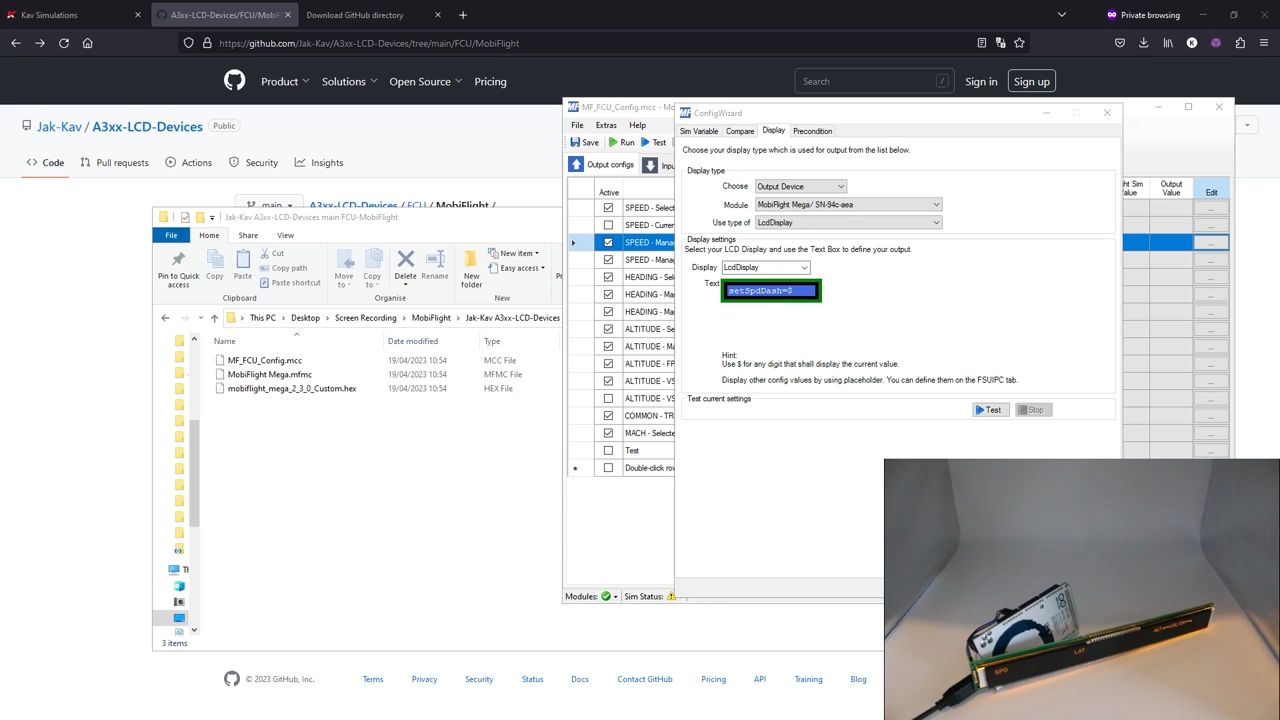 Kav Simulations
A3xx-LCD-Devices/FCU/MobiFl
Download GitHub directory
Private browsing
https://github.com/Jak-Kav/A3xx-LCD-Devices/tree/main/FCU/MobiFlight
Product
Solutions
Open Source
Pricing
Search
/
Sign in
Sign up
Jak-Kav / A3xx-LCD-Devices
Public
Code
Pull requests
Actions
Security
Insights
main
A3xx-LCD-Devices / FCU / MobiFlight /
Jak-Kav A3xx-LCD-Devices main FCU-MobiFlight
File
Home
Share
View
Pin to Quick access
Copy
Paste
Cut
Copy path
Paste shortcut
Clipboard
Move to
Copy to
Delete
Rename
Organise
New folder
New item
Easy access
New
This PC
Desktop
Screen Recording
MobiFlight
Jak-Kav A3xx-LCD-Devices
Name
Date modified
Type
MF_FCU_Config.mcc
19/04/2023 10:54
MCC File
MobiFlight Mega.mfmc
19/04/2023 10:54
MFMC File
mobiflight_mega_2_3_0_Custom.hex
19/04/2023 10:54
HEX File
3 items
MF_FCU_Config.mcc - Mo
File
Extras
Help
Save
Run
Test
Output configs
Inpu
Active
SPEED - Select
SPEED - Curren
SPEED - Mana
SPEED - Mana
HEADING - Sel
HEADING - Ma
HEADING - Ma
ALTITUDE - Se
ALTITUDE - Ma
ALTITUDE - FP
ALTITUDE - VS
ALTITUDE - VS
COMMON - TR
MACH - Selecte
Test
Double-click row
Modules:
Sim Status:
ht Sim Value
Output Value
Edit
ConfigWizard
Sim Variable
Compare
Display
Precondition
Choose your display type which is used for output from the list below.
Display type
Choose
Output Device
Module
MobiFlight Mega/ SN-94c-aea
Use type of
LcdDisplay
Display settings
Select your LCD Display and use the Text Box to define your output.
Display
LcdDisplay
Text
setSpdDash=$
Hint:
Use $ for any digit that shall display the current value.
Display other config values by using placeholder. You can define them on the FSUIPC tab.
Test current settings
Test
Stop
SPD
LAT
© 2023 GitHub, Inc.
Terms
Privacy
Security
Status
Docs
Contact GitHub
Pricing
API
Training
Blog